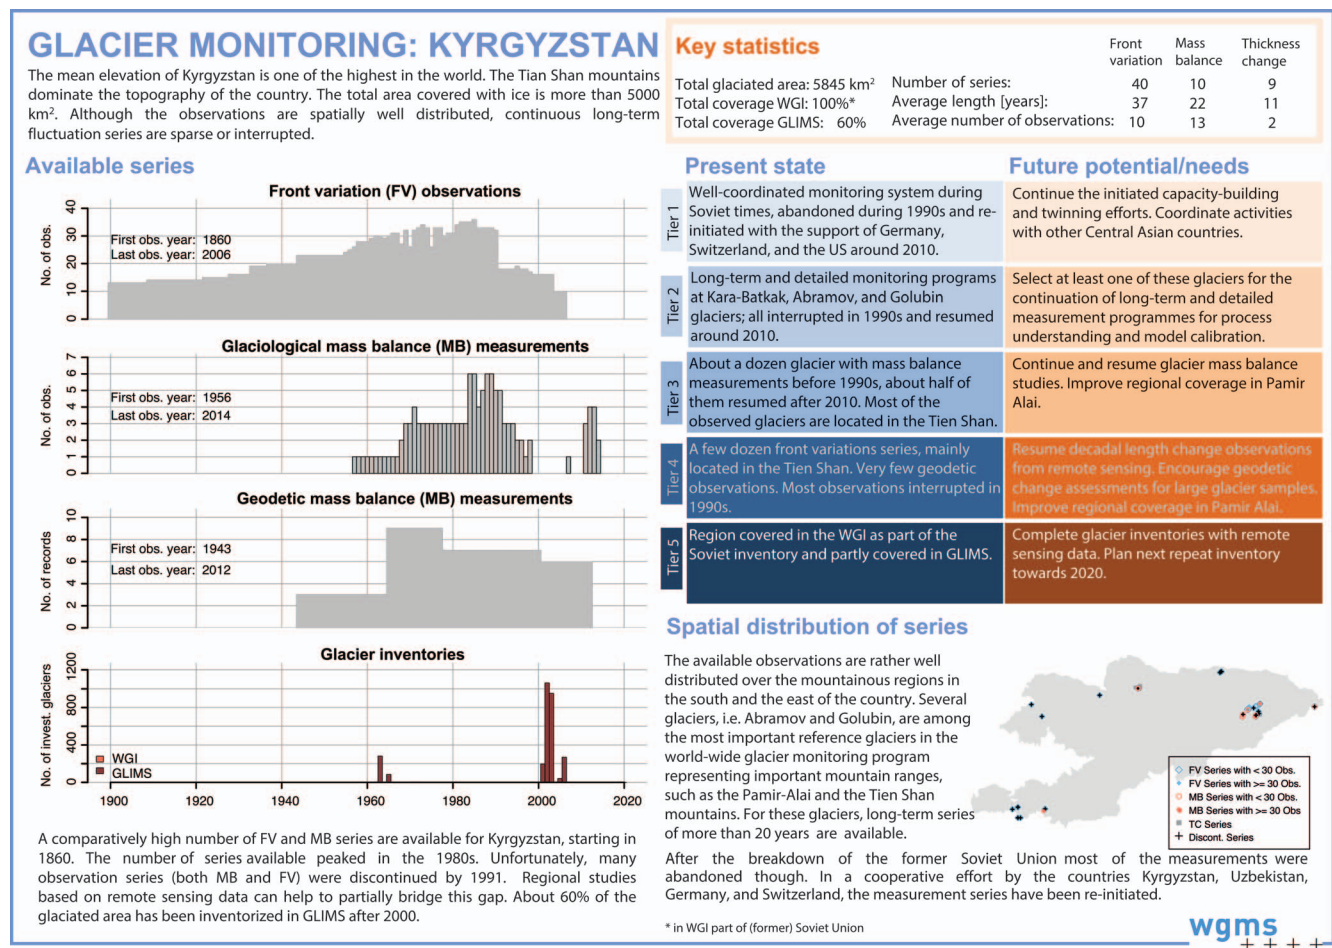 GLACIER MONITORING: KYRGYZSTAN
The mean elevation of Kyrgyzstan is one of the highest in the world. The Tian Shan mountains
dominate the topography of the country. The total area covered with ice is more than 5000
km². Although the observations are spatially well distributed, continuous long-term
fluctuation series are sparse or interrupted.
Key statistics
Total glaciated area: 5845 km²
Total coverage WGI: 100%*
Total coverage GLIMS: 60%
Front variation Mass balance Thickness change
Number of series: 40 10 9
Average length [years]: 37 22 11
Average number of observations: 10 13 2
Available series
Front variation (FV) observations
No. of obs.
0 10 20 30 40
First obs. year: 1860
Last obs. year: 2006
Glaciological mass balance (MB) measurements
No. of obs.
0 1 2 3 4 5 6 7
First obs. year: 1956
Last obs. year: 2014
Geodetic mass balance (MB) measurements
No. of records
0 2 4 6 8 10
First obs. year: 1943
Last obs. year: 2012
Glacier inventories
No. of invest. glaciers
0 400 800 1200
WGI
GLIMS
1900 1920 1940 1960 1980 2000 2020
A comparatively high number of FV and MB series are available for Kyrgyzstan, starting in
1860. The number of series available peaked in the 1980s. Unfortunately, many
observation series (both MB and FV) were discontinued by 1991. Regional studies
based on remote sensing data can help to partially bridge this gap. About 60% of the
glaciated area has been inventorized in GLIMS after 2000.
Present state
Future potential/needs
Tier 1
Well-coordinated monitoring system during
Soviet times, abandoned during 1990s and re-
initiated with the support of Germany,
Switzerland, and the US around 2010.
Continue the initiated capacity-building
and twinning efforts. Coordinate activities
with other Central Asian countries.
Tier 2
Long-term and detailed monitoring programs
at Kara-Batkak, Abramov, and Golubin
glaciers; all interrupted in 1990s and resumed
around 2010.
Select at least one of these glaciers for the
continuation of long-term and detailed
measurement programmes for process
understanding and model calibration.
Tier 3
About a dozen glacier with mass balance
measurements before 1990s, about half of
them resumed after 2010. Most of the
observed glaciers are located in the Tien Shan.
Continue and resume glacier mass balance
studies. Improve regional coverage in Pamir
Alai.
Tier 4
A few dozen front variations series, mainly
located in the Tien Shan. Very few geodetic
observations. Most observations interrupted in
1990s.
Resume decadal length change observations
from remote sensing. Encourage geodetic
change assessments for large glacier samples.
Improve regional coverage in Pamir Alai.
Tier 5
Region covered in the WGI as part of the
Soviet inventory and partly covered in GLIMS.
Complete glacier inventories with remote
sensing data. Plan next repeat inventory
towards 2020.
Spatial distribution of series
The available observations are rather well
distributed over the mountainous regions in
the south and the east of the country. Several
glaciers, i.e. Abramov and Golubin, are among
the most important reference glaciers in the
world-wide glacier monitoring program
representing important mountain ranges,
such as the Pamir-Alai and the Tien Shan
mountains. For these glaciers, long-term series
of more than 20 years are available.
FV Series with < 30 Obs.
FV Series with >= 30 Obs.
MB Series with < 30 Obs.
MB Series with >= 30 Obs
TC Series
Discont. Series
After the breakdown of the former Soviet Union most of the measurements were
abandoned though. In a cooperative effort by the countries Kyrgyzstan, Uzbekistan,
Germany, and Switzerland, the measurement series have been re-initiated.
* in WGI part of (former) Soviet Union
wgms